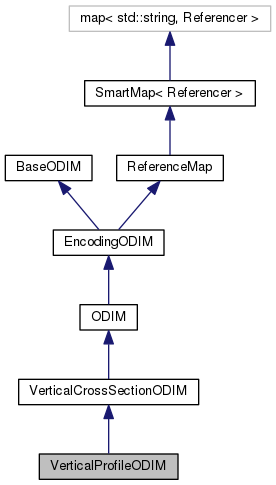 map< std::string, Referencer >
SmartMap< Referencer >
BaseODIM
ReferenceMap
EncodingODIM
ODIM
VerticalCrossSectionODIM
VerticalProfileODIM